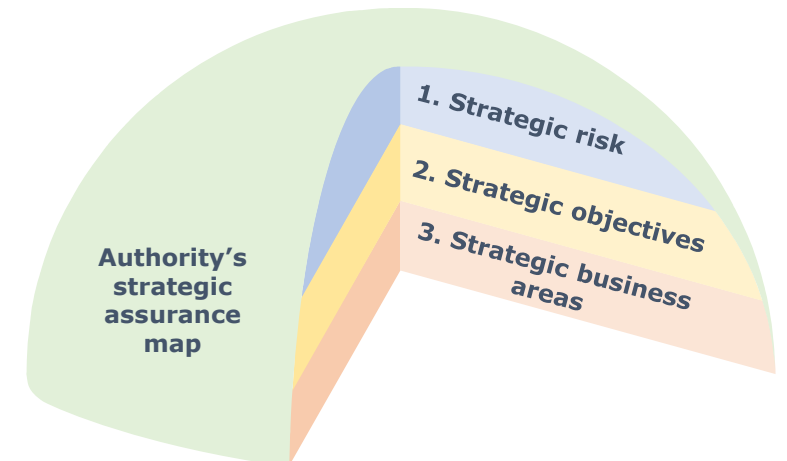 1. Strategic risk
2. Strategic objectives
3. Strategic business
areas
Authority’s
strategic
assurance
map